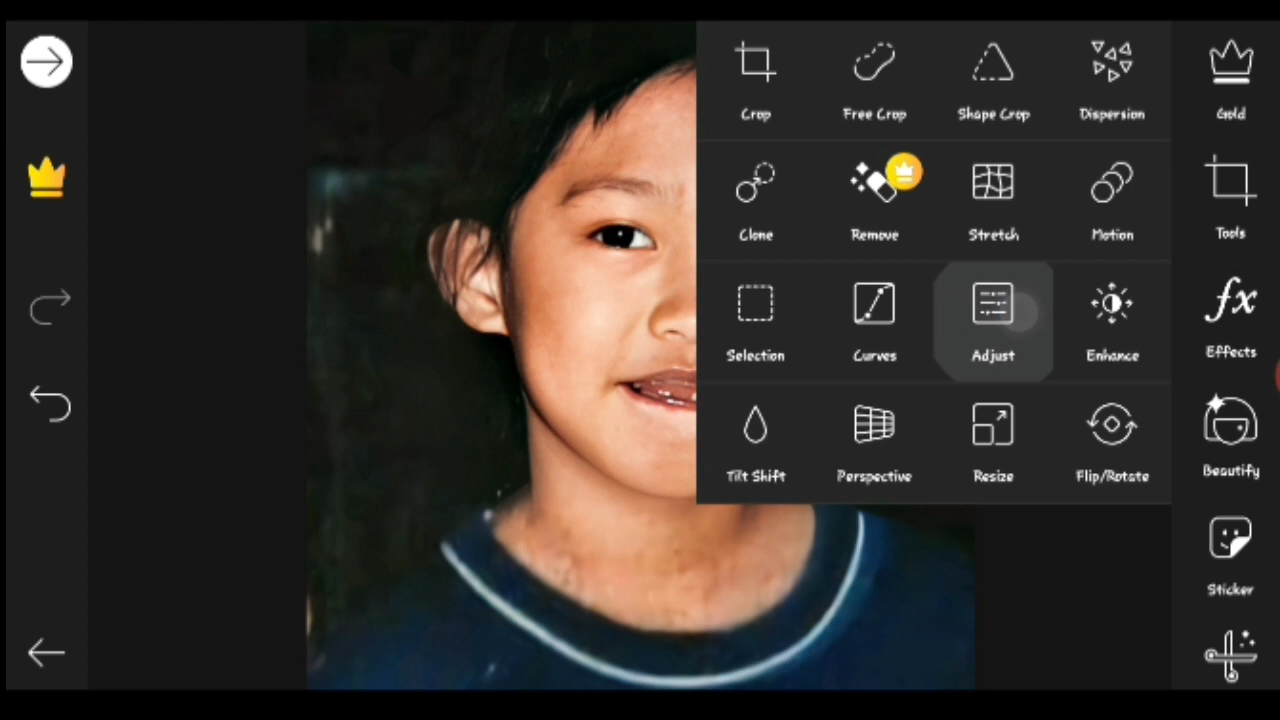 Crop Free Crop Shape Crop Dispersion Gold
Clone Remove Stretch Motion Tools
Selection Curves Adjust Enhance Effects
Tilt Shift Perspective Resize Flip/Rotate Beautify
Sticker
fx